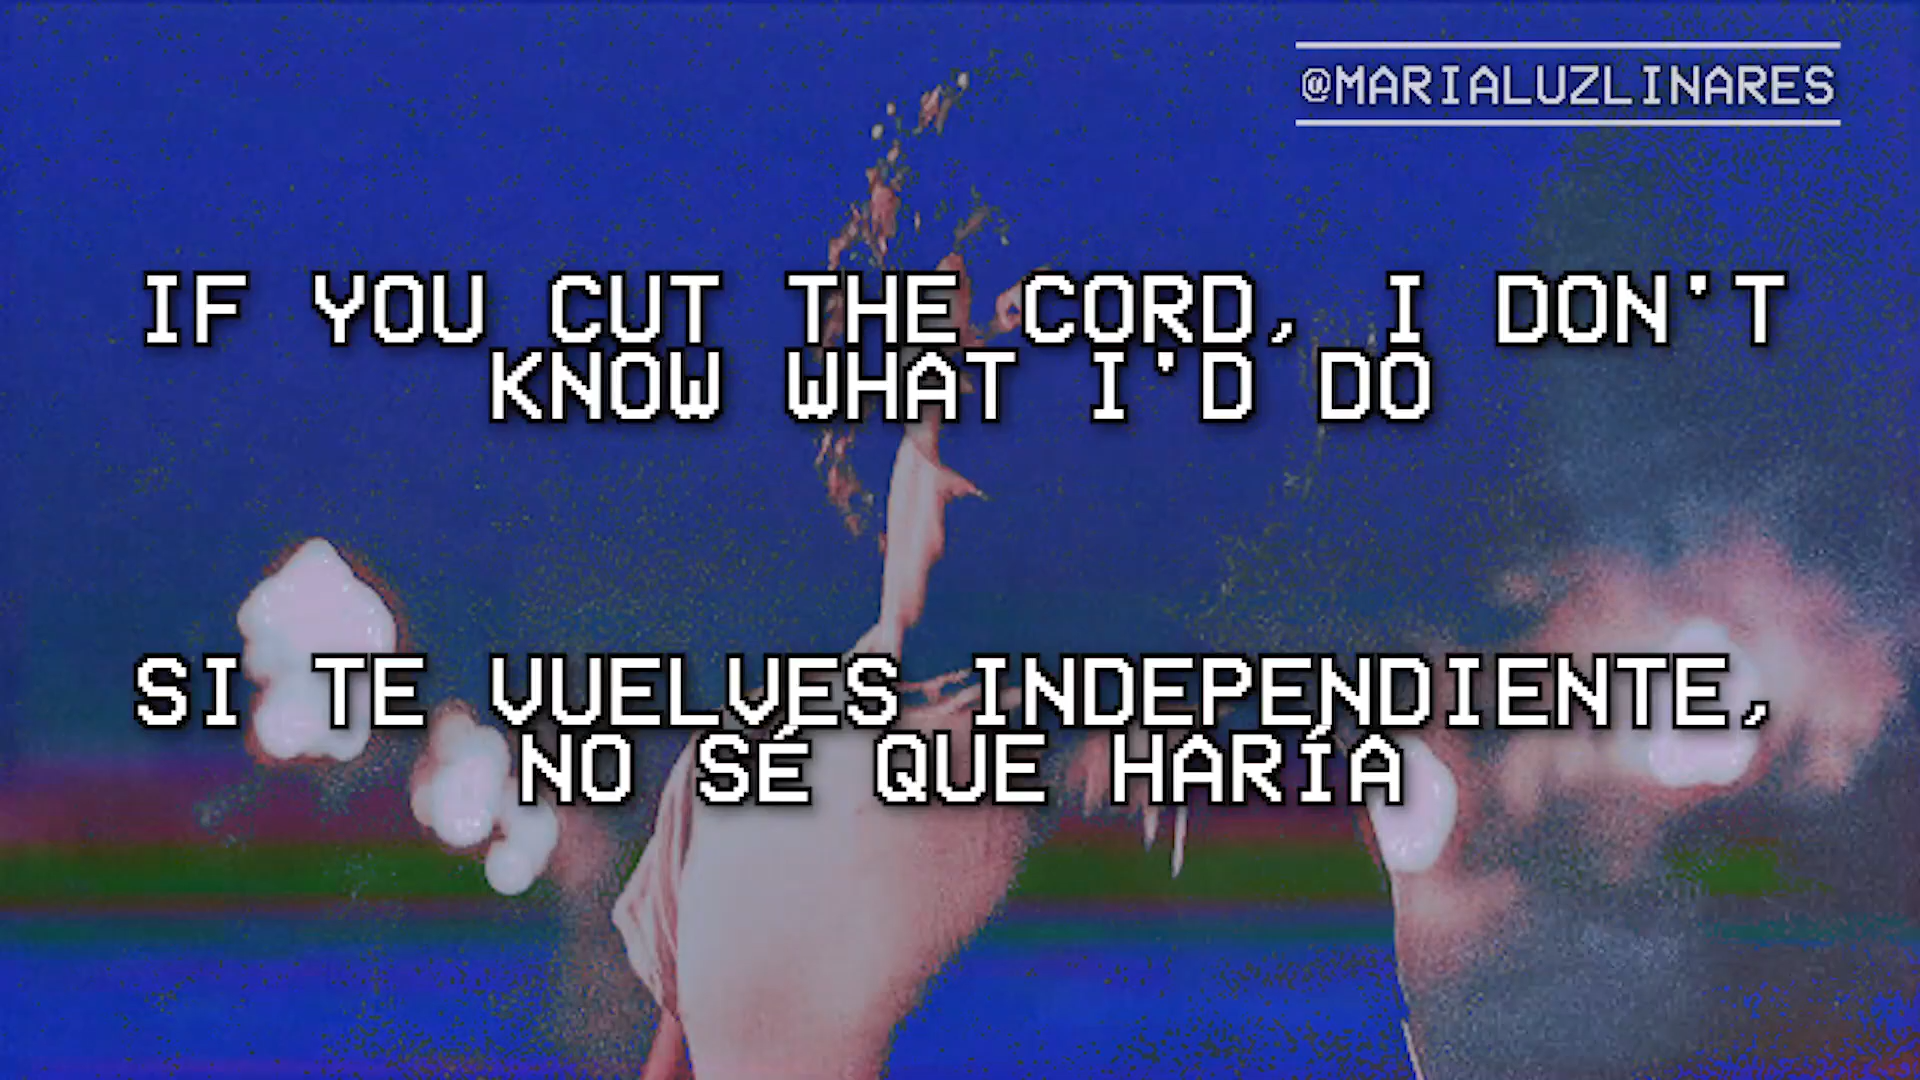 @MARIALUZLINARES
IF YOU CUT THE CORD, I DON'T
KNOW WHAT I'D DO
SI TE VUELVES INDEPENDIENTE,
NO SÉ QUE HARÍA